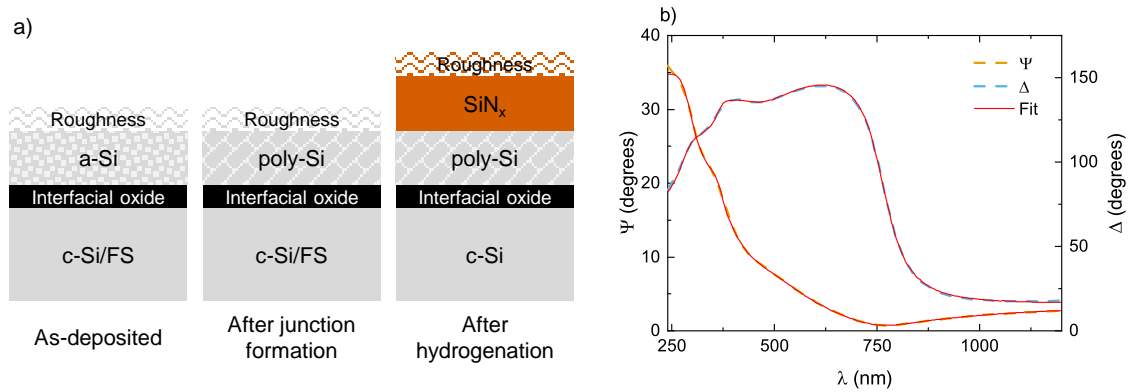 a)
Roughness
a-Si
Interfacial oxide
c-Si/FS
As-deposited
Roughness
poly-Si
Interfacial oxide
c-Si/FS
After junction
formation
Roughness
SiNx
poly-Si
Interfacial oxide
c-Si
After
hydrogenation
b)
40
30
20
10
0
Ψ (degrees)
150
100
50
0
Δ (degrees)
250
500
750
1000
λ (nm)
Ψ
Δ
Fit